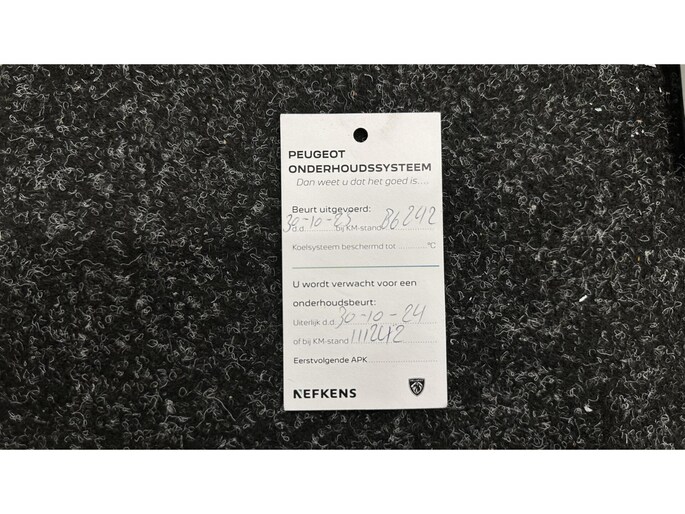 PEUGEOT
ONDERHOUDSSYSTEEM
Dan weet u dat het goed is....
Beurt uitgevoerd:
d.d. 30-10-23 bij KM-stand 86242
Koelsysteem beschermd tot ............ °C
U wordt verwacht voor een
onderhoudsbeurt:
Uiterlijk d.d. 30-10-24
of bij KM-stand 111242
Eerstvolgende APK
NEFKENS